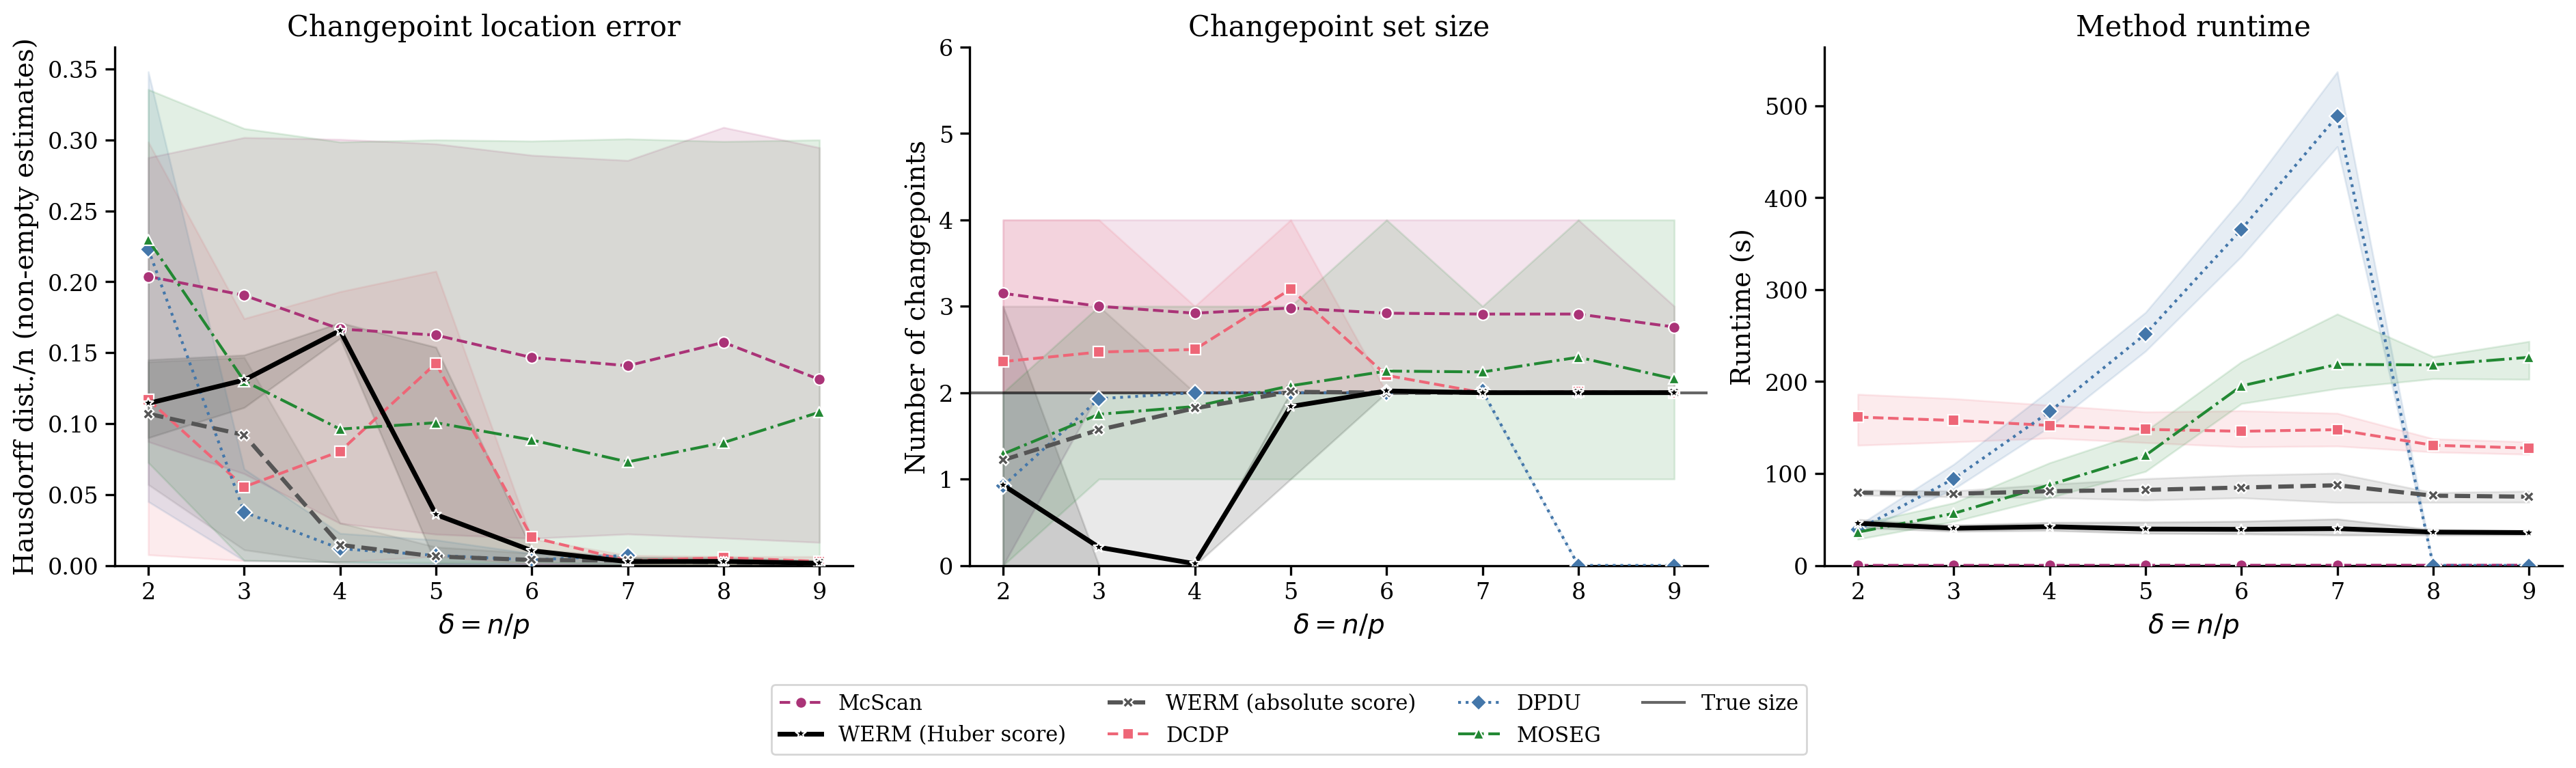 Changepoint location error
Hausdorff dist./n (non-empty estimates)
0.35
0.30
0.25
0.20
0.15
0.10
0.05
0.00
2 3 4 5 6 7 8 9
δ = n/p
Changepoint set size
Number of changepoints
6
5
4
3
2
1
0
2 3 4 5 6 7 8 9
δ = n/p
Method runtime
Runtime (s)
500
400
300
200
100
0
2 3 4 5 6 7 8 9
δ = n/p
McScan
WERM (Huber score)
WERM (absolute score)
DCDP
DPDU
MOSEG
True size